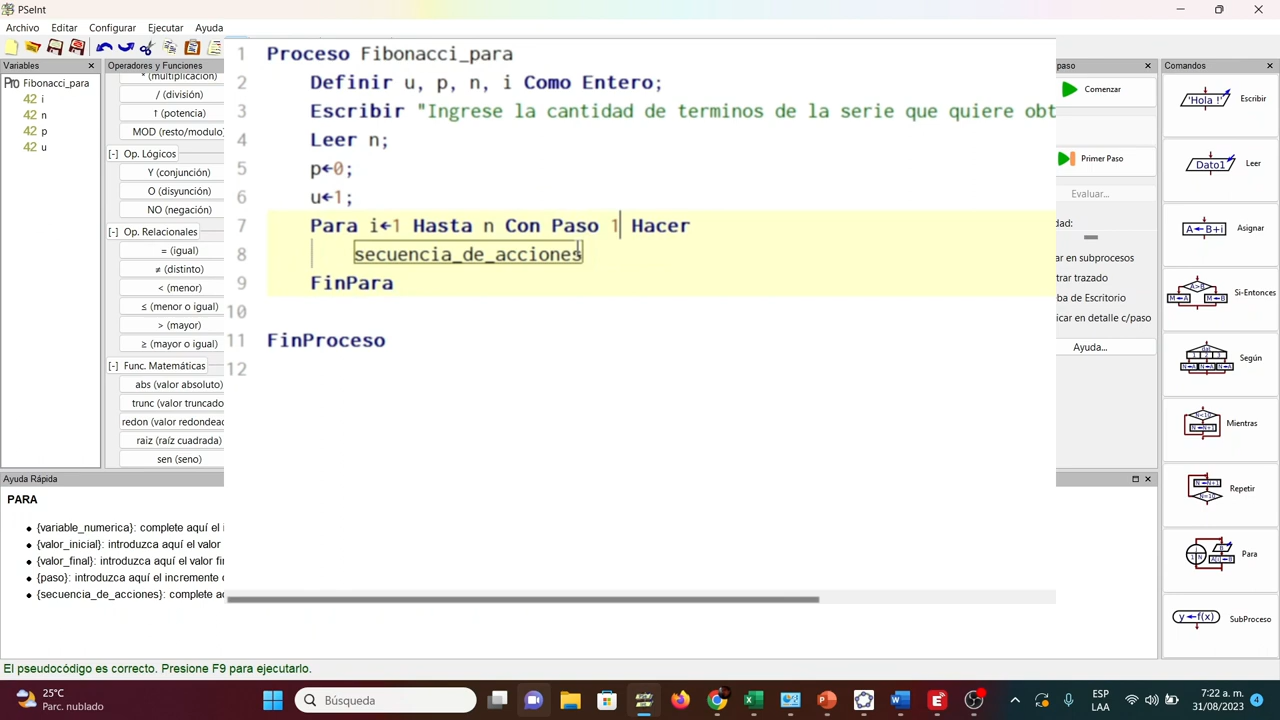 PSeInt
Archivo Editar Configurar Ejecutar Ayuda
Variables
Fibonacci_para
42 i
42 n
42 p
42 u
Operadores y Funciones
* (multiplicación)
/ (división)
↑ (potencia)
MOD (resto/modulo)
[-] Op. Lógicos
Y (conjunción)
O (disyunción)
NO (negación)
[-] Op. Relacionales
= (igual)
≠ (distinto)
< (menor)
≤ (menor o igual)
> (mayor)
≥ (mayor o igual)
[-] Func. Matemáticas
abs (valor absoluto)
trunc (valor truncado
redon (valor redondead
raiz (raíz cuadrada)
sen (seno)
1 Proceso Fibonacci_para
2 Definir u, p, n, i Como Entero;
3 Escribir "Ingrese la cantidad de terminos de la serie que quiere obt
4 Leer n;
5 p←0;
6 u←1;
7 Para i←1 Hasta n Con Paso 1 Hacer
8 secuencia_de_acciones
9 FinPara
10
11 FinProceso
12
paso
Comenzar
Primer Paso
Evaluar...
dad:
ar en subprocesos
trar trazado
ba de Escritorio
icar en detalle c/paso
Ayuda...
Comandos
'Hola !' Escribir
Dato1 Leer
A←B+i Asignar
A>B
M←A M←B
Si-Entonces
Según
Mientras
Repetir
Para
y←f(x) SubProceso
Ayuda Rápida
PARA
{variable_numerica}: complete aquí el i
{valor_inicial}: introduzca aquí el valor
{valor_final}: introduzca aquí el valor fir
{paso}: introduzca aquí el incremente c
{secuencia_de_acciones}: complete ac
El pseudocódigo es correcto. Presione F9 para ejecutarlo.
25°C
Parc. nublado
Búsqueda
ESP
LAA
7:22 a. m.
31/08/2023
4